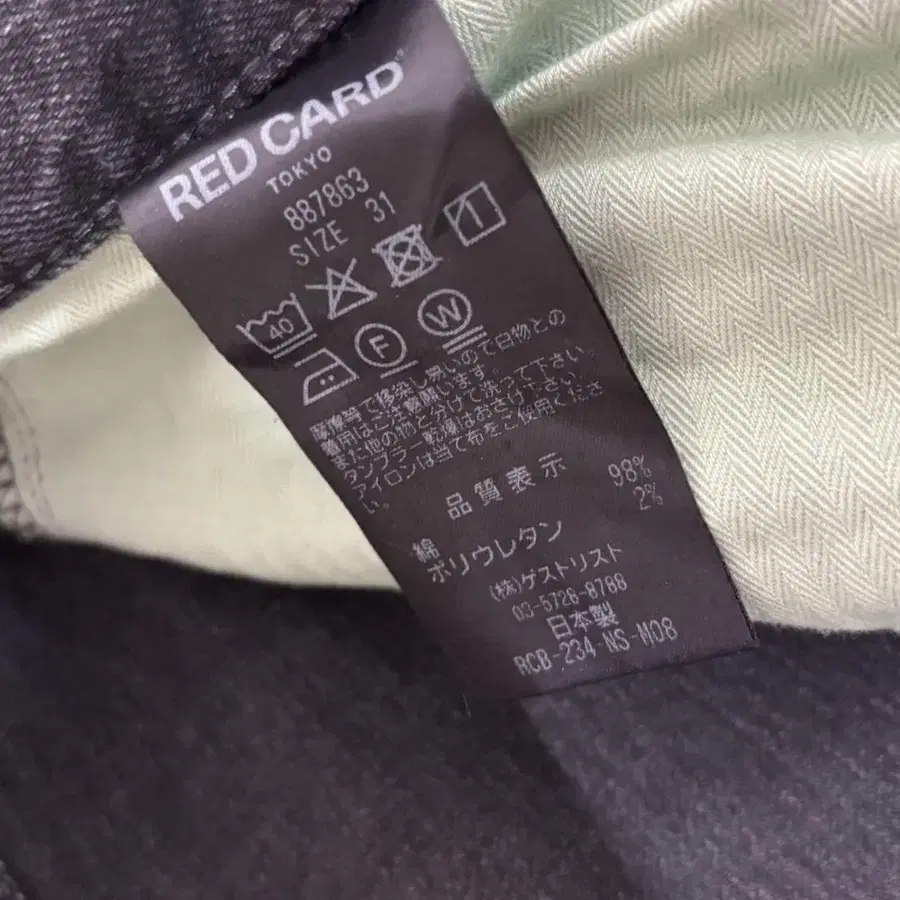 RED CARD
TOKYO
887863
SIZE 31
40
F W
摩擦等で移染し易いので白物との
着用はご注意願います。
また他の物と分けて洗って下さい
タンブラー乾燥はおさけ下さい
アイロンは当て布をご使用くださ
い。
品質表示
綿 98%
ポリウレタン 2%
(株)ゲストリスト
03-5728-8788
日本製
RCB-234-NS-M08